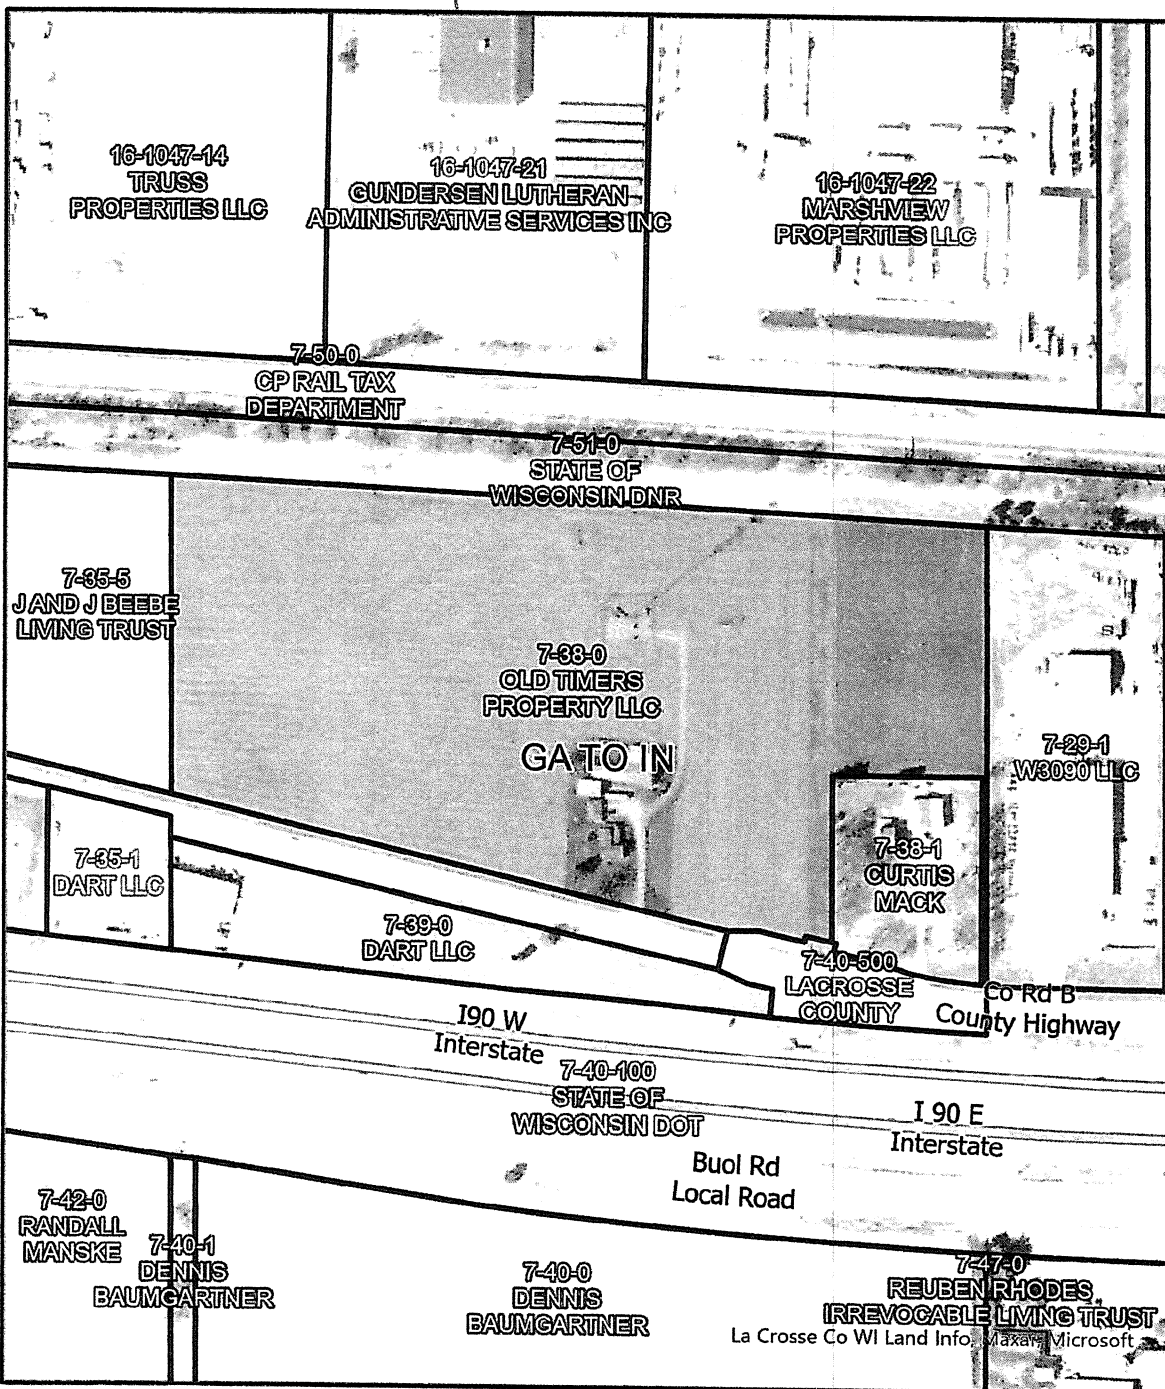 16-1047-14
TRUSS
PROPERTIES LLC
16-1047-21
GUNDERSEN LUTHERAN
ADMINISTRATIVE SERVICES INC
16-1047-22
MARSHVIEW
PROPERTIES LLC
7-50-0
CP RAIL TAX
DEPARTMENT
7-51-0
STATE OF
WISCONSIN DNR
7-35-5
J AND J BEEBE
LIVING TRUST
7-38-0
OLD TIMERS
PROPERTY LLC
GA TO IN
7-29-1
W3090 LLC
7-35-1
DART LLC
7-38-1
CURTIS
MACK
7-39-0
DART LLC
7-40-500
LACROSSE
COUNTY
Co Rd B
County Highway
I90 W
Interstate
7-40-100
STATE OF
WISCONSIN DOT
I 90 E
Interstate
Buol Rd
Local Road
7-42-0
RANDALL
MANSKE
7-40-1
DENNIS
BAUMGARTNER
7-40-0
DENNIS
BAUMGARTNER
7-47-0
REUBEN RHODES
IRREVOCABLE LIVING TRUST
La Crosse Co WI Land Info, Maxar, Microsoft